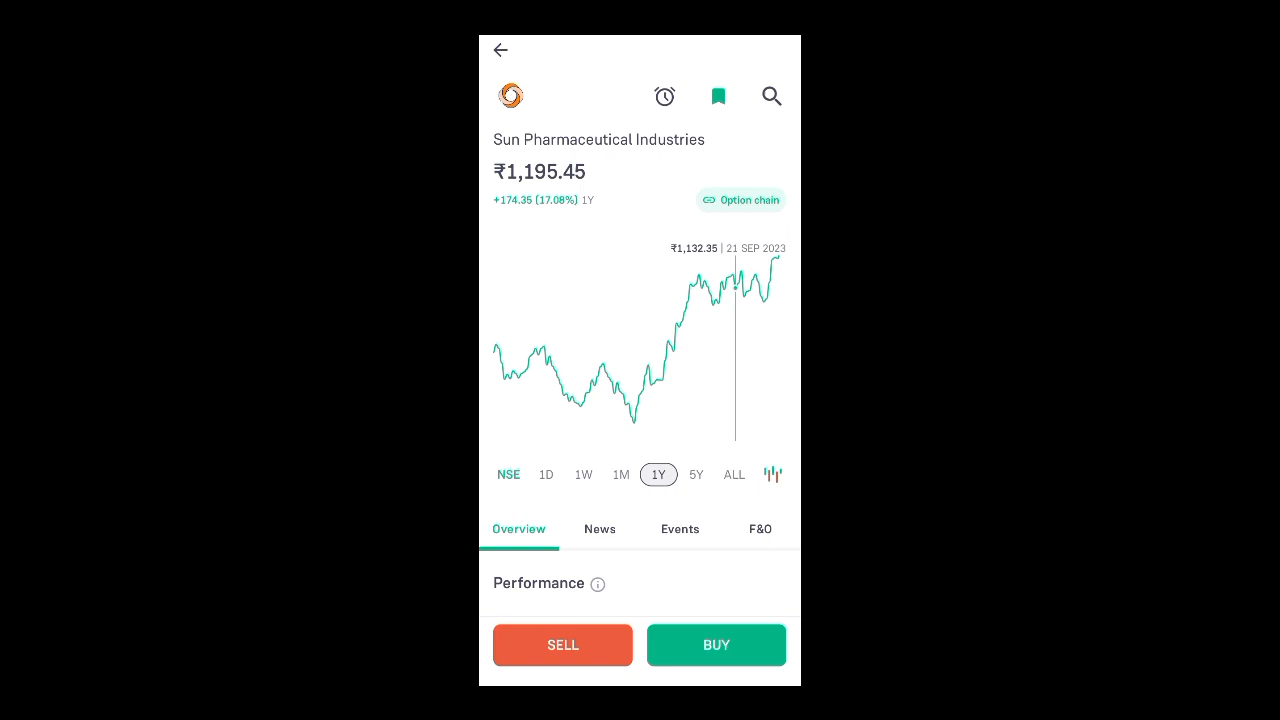 Sun Pharmaceutical Industries
₹1,195.45
+174.35 (17.08%) 1Y
Option chain
₹1,132.35 | 21 SEP 2023
NSE 1D 1W 1M 1Y 5Y ALL
Overview News Events F&O
Performance
SELL BUY